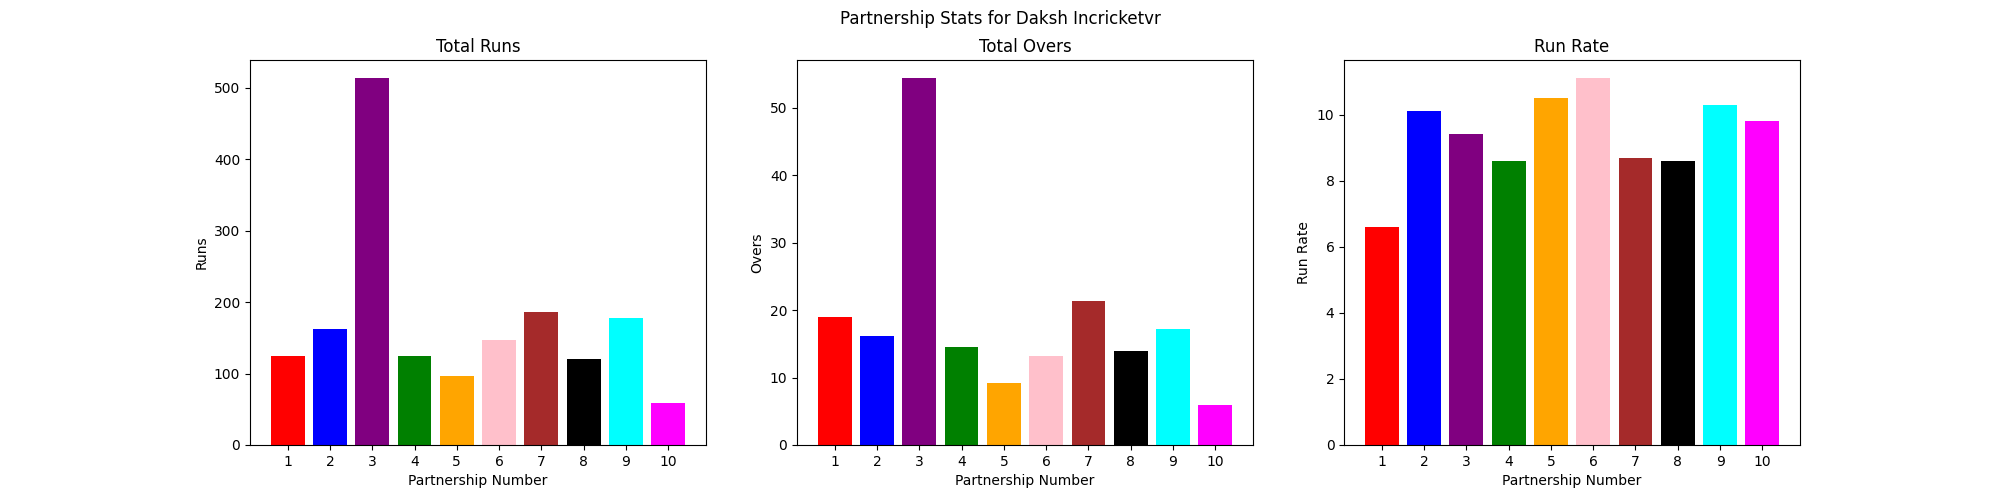 Partnership Stats for Daksh Incricketvr
Total Runs
500
400
300
200
100
0
Runs
1 2 3 4 5 6 7 8 9 10
Partnership Number
Total Overs
50
40
30
20
10
0
Overs
1 2 3 4 5 6 7 8 9 10
Partnership Number
Run Rate
10
8
6
4
2
0
Run Rate
1 2 3 4 5 6 7 8 9 10
Partnership Number